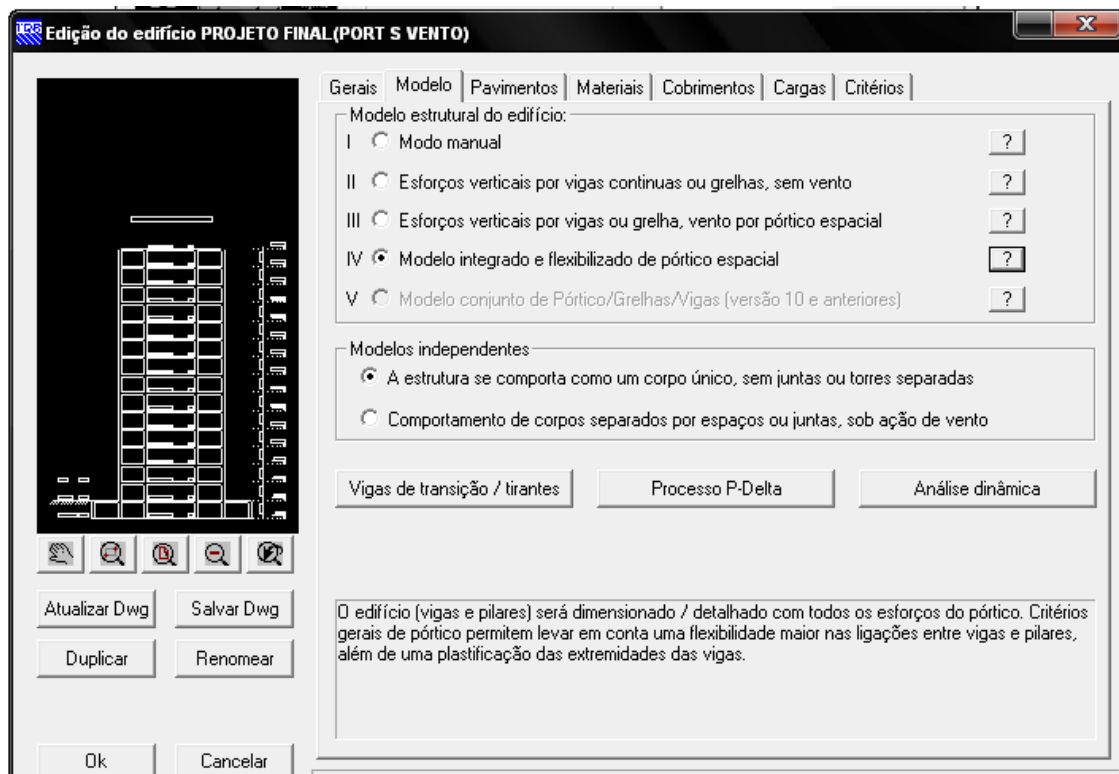 TQS Edição do edifício PROJETO FINAL(PORT S VENTO)
Gerais Modelo Pavimentos Materiais Cobrimentos Cargas Critérios
Modelo estrutural do edifício:
I Modo manual ?
II Esforços verticais por vigas continuas ou grelhas, sem vento ?
III Esforços verticais por vigas ou grelha, vento por pórtico espacial ?
IV Modelo integrado e flexibilizado de pórtico espacial ?
V Modelo conjunto de Pórtico/Grelhas/Vigas (versão 10 e anteriores) ?
Modelos independentes
A estrutura se comporta como um corpo único, sem juntas ou torres separadas
Comportamento de corpos separados por espaços ou juntas, sob ação de vento
Vigas de transição / tirantes Processo P-Delta Análise dinâmica
Atualizar Dwg Salvar Dwg
Duplicar Renomear
O edifício (vigas e pilares) será dimensionado / detalhado com todos os esforços do pórtico. Critérios
gerais de pórtico permitem levar em conta uma flexibilidade maior nas ligações entre vigas e pilares,
além de uma plastificação das extremidades das vigas.
Ok Cancelar